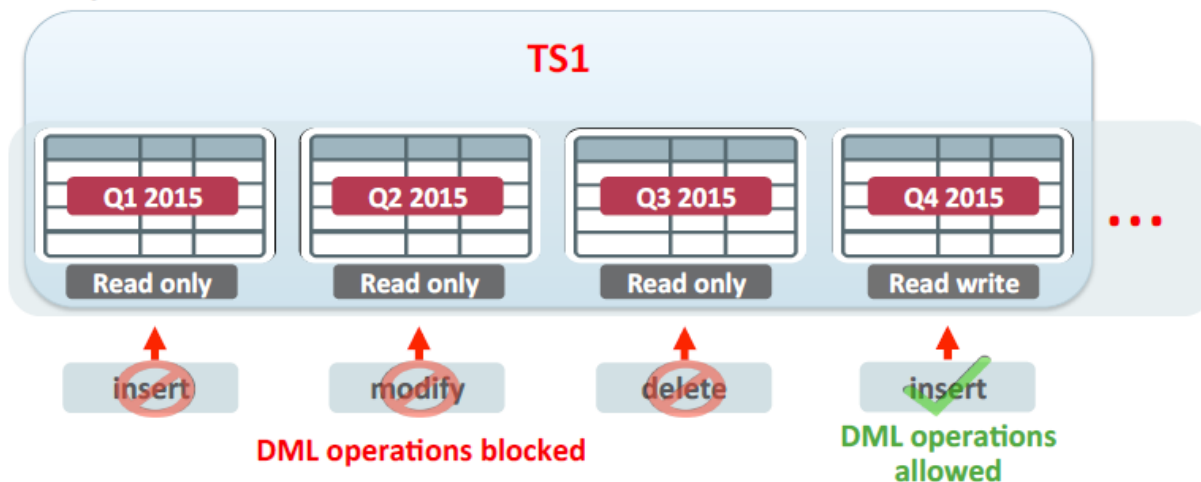 TS1
Q1 2015
Q2 2015
Q3 2015
Q4 2015
...
Read only
Read only
Read only
Read write
insert
modify
delete
insert
DML operations blocked
DML operations
allowed